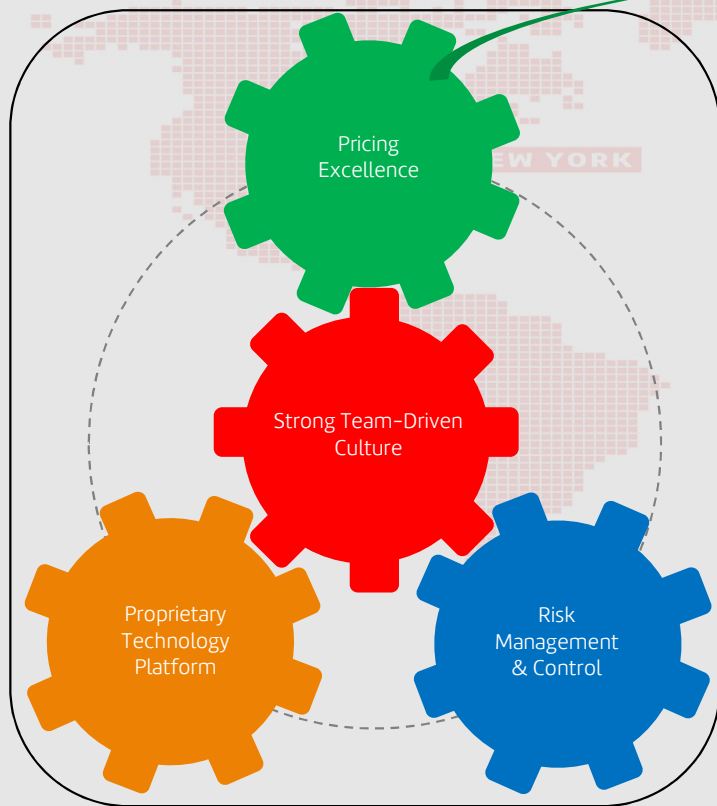 Pricing
Excellence
EW YORK
Strong Team-Driven
Culture
Proprietary
Technology
Platform
Risk
Management
& Control